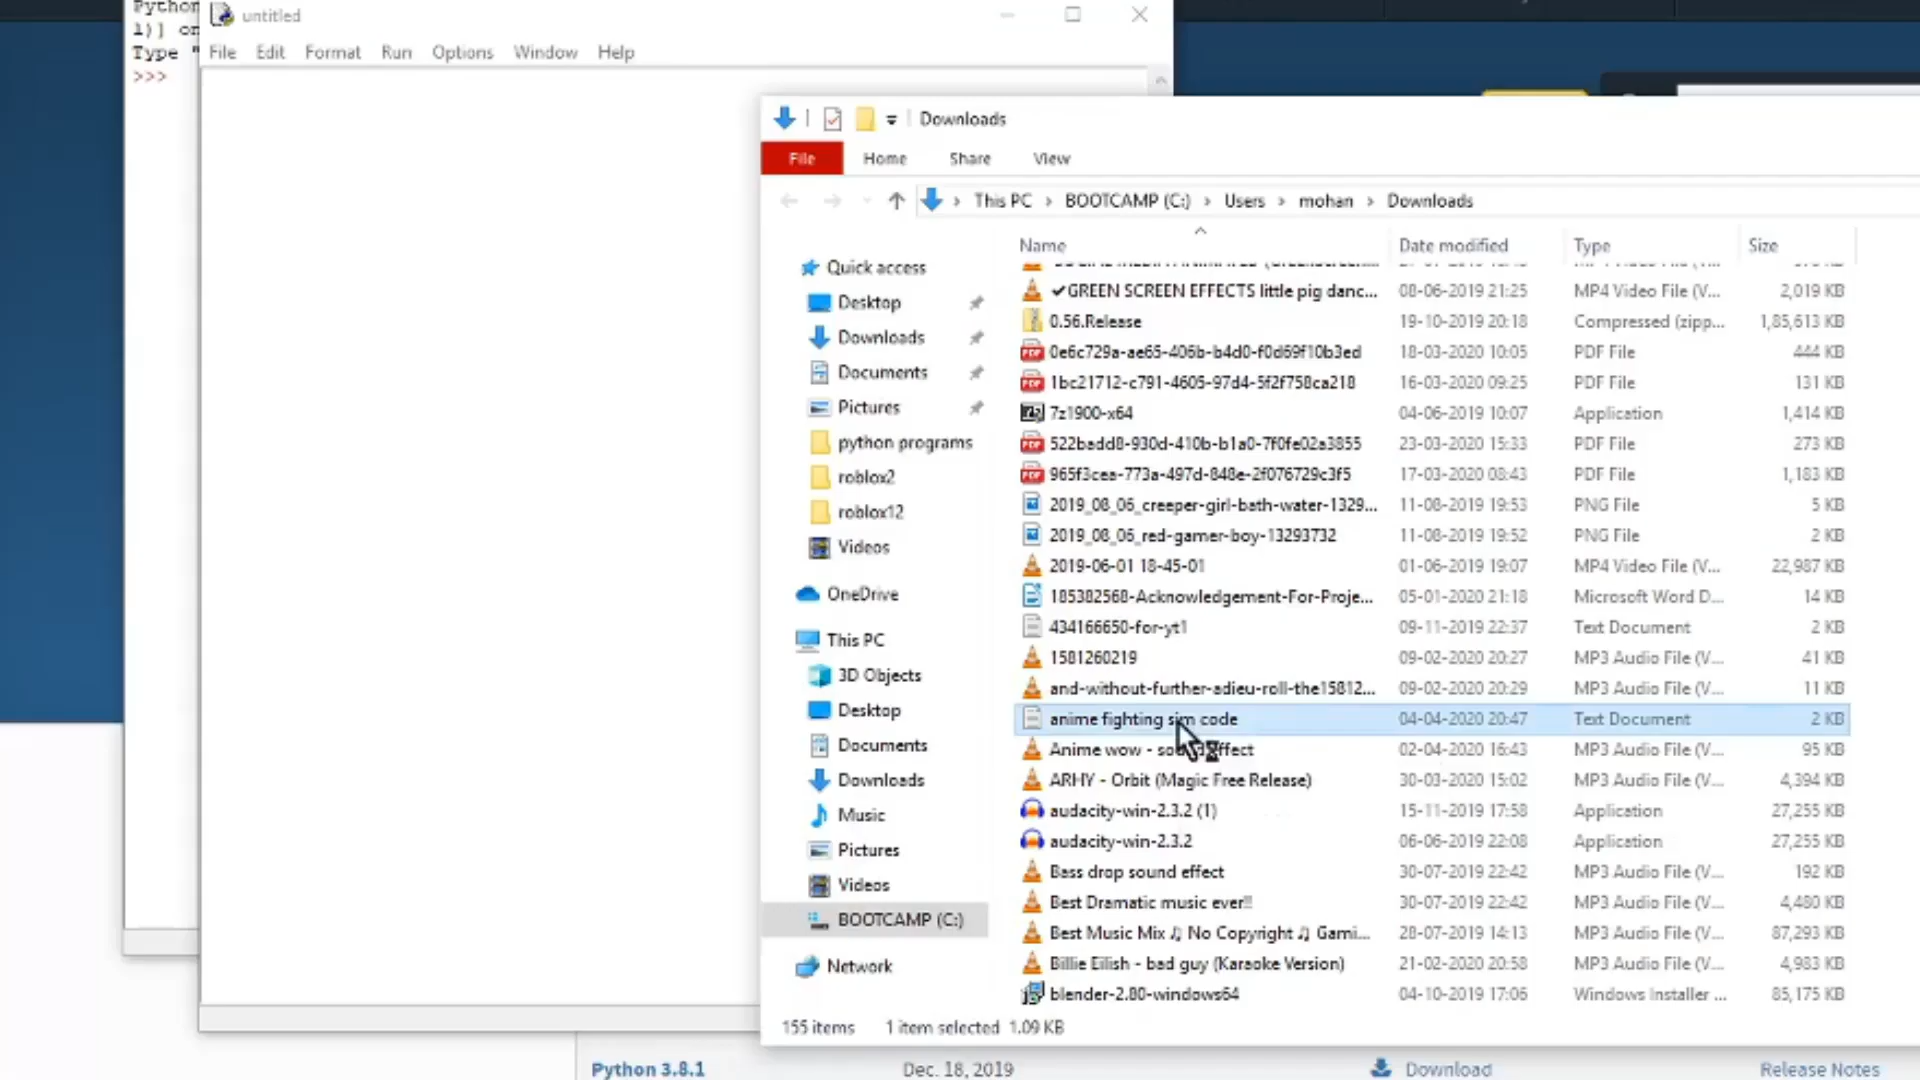 Python
1)] on
Type "
>>>
untitled
File Edit Format Run Options Window Help
Downloads
File Home Share View
This PC > BOOTCAMP (C:) > Users > mohan > Downloads
Name Date modified Type Size
Quick access
Desktop
Downloads
Documents
Pictures
python programs
roblox2
roblox12
Videos
OneDrive
This PC
3D Objects
Desktop
Documents
Downloads
Music
Pictures
Videos
BOOTCAMP (C:)
Network
✔GREEN SCREEN EFFECTS little pig danc... 08-06-2019 21:25 MP4 Video File (V... 2,019 KB
0.56.Release 19-10-2019 20:18 Compressed (zipp... 1,85,613 KB
0e6c729a-ae65-406b-b4d0-f0d69f10b3ed 18-03-2020 10:05 PDF File 444 KB
1bc21712-c791-4605-97d4-5f2f758ca218 16-03-2020 09:25 PDF File 131 KB
7z1900-x64 04-06-2019 10:07 Application 1,414 KB
522badd8-930d-410b-b1a0-7f0fe02a3855 23-03-2020 15:33 PDF File 273 KB
965f3cea-773a-497d-848e-2f076729c3f5 17-03-2020 08:43 PDF File 1,183 KB
2019_08_06_creeper-girl-bath-water-1329... 11-08-2019 19:53 PNG File 5 KB
2019_08_06_red-gamer-boy-13293732 11-08-2019 19:52 PNG File 2 KB
2019-06-01 18-45-01 01-06-2019 19:07 MP4 Video File (V... 22,987 KB
185382568-Acknowledgement-For-Proje... 05-01-2020 21:18 Microsoft Word D... 14 KB
434166650-for-yt1 09-11-2019 22:37 Text Document 2 KB
1581260219 09-02-2020 20:27 MP3 Audio File (V... 41 KB
and-without-further-adieu-roll-the15812... 09-02-2020 20:29 MP3 Audio File (V... 11 KB
anime fighting sim code 04-04-2020 20:47 Text Document 2 KB
Anime wow - sound effect 02-04-2020 16:43 MP3 Audio File (V... 95 KB
ARHY - Orbit (Magic Free Release) 30-03-2020 15:02 MP3 Audio File (V... 4,394 KB
audacity-win-2.3.2 (1) 15-11-2019 17:58 Application 27,255 KB
audacity-win-2.3.2 06-06-2019 22:08 Application 27,255 KB
Bass drop sound effect 30-07-2019 22:42 MP3 Audio File (V... 192 KB
Best Dramatic music ever!! 30-07-2019 22:42 MP3 Audio File (V... 4,480 KB
Best Music Mix ♫ No Copyright ♫ Gami... 28-07-2019 14:13 MP3 Audio File (V... 87,293 KB
Billie Eilish - bad guy (Karaoke Version) 21-02-2020 20:58 MP3 Audio File (V... 4,983 KB
blender-2.80-windows64 04-10-2019 17:06 Windows Installer ... 85,175 KB
155 items 1 item selected 1.09 KB
Python 3.8.1 Dec. 18, 2019 Download Release Notes